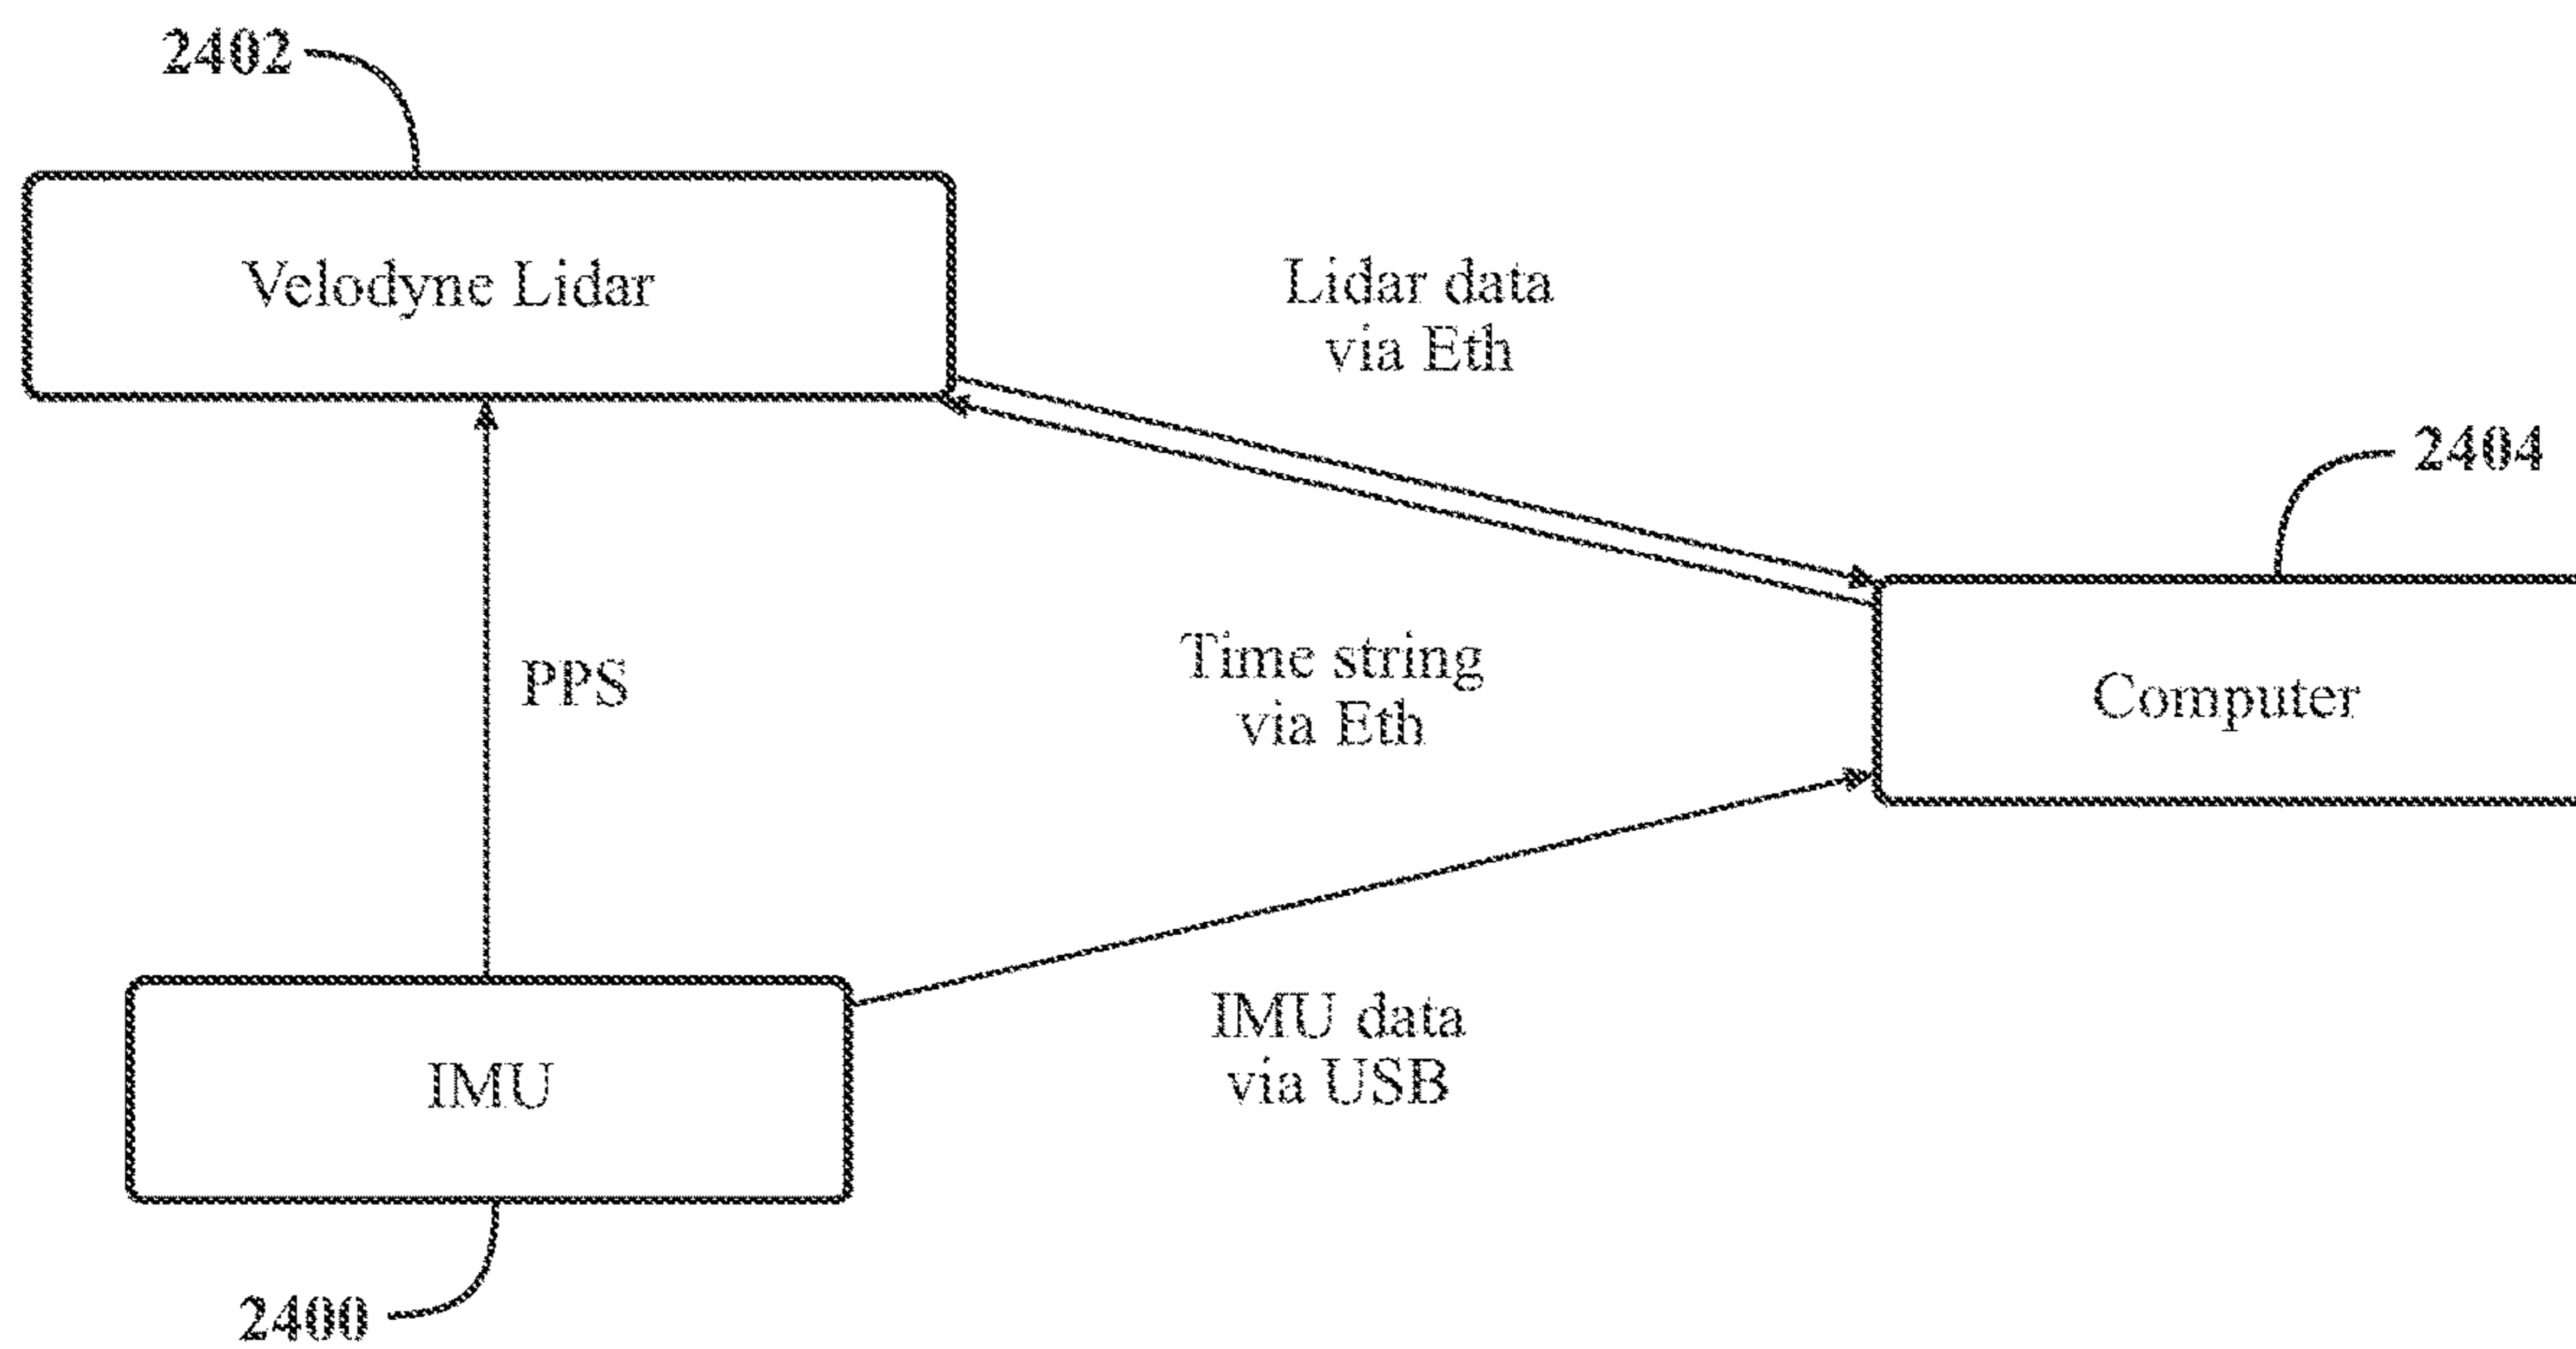 2402
Velodyne Lidar
Lidar data
via Eth
2404
PPS
Time string
via Eth
Computer
IMU
IMU data
via USB
2400